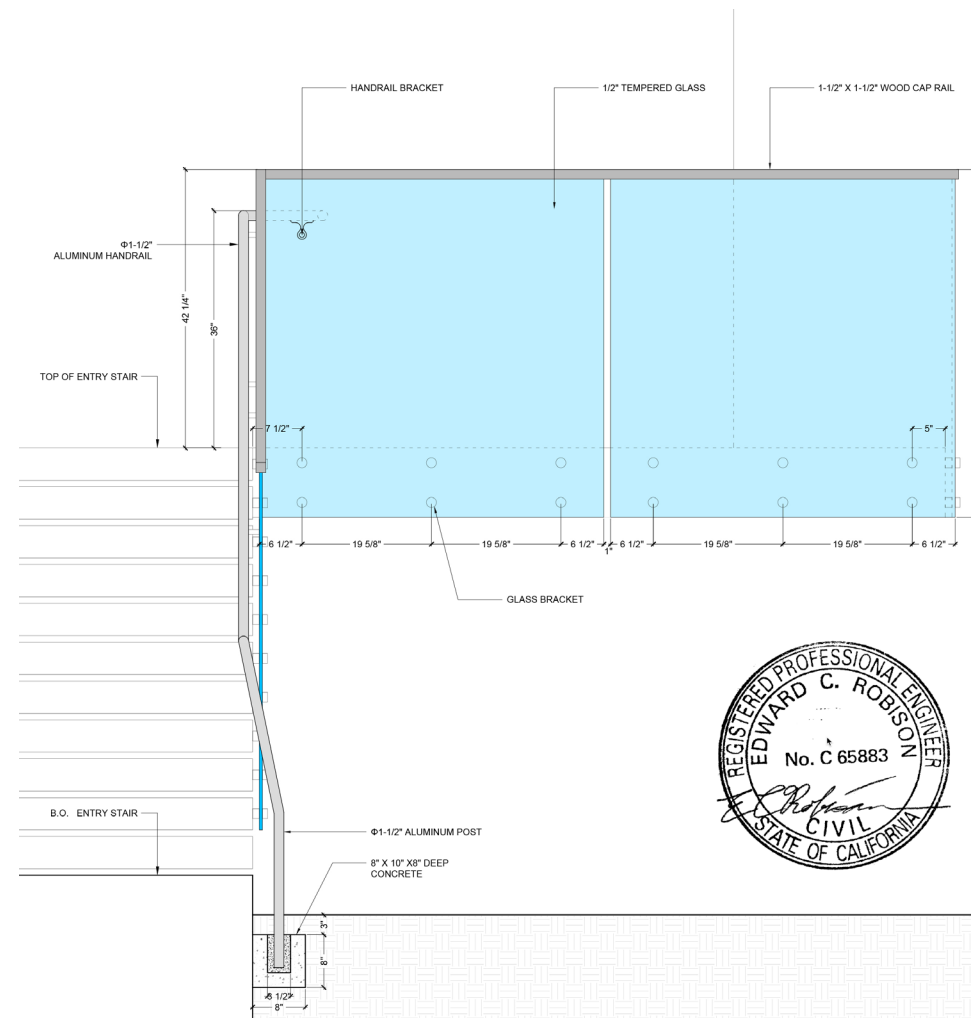 HANDRAIL BRACKET
1/2" TEMPERED GLASS
1-1/2" X 1-1/2" WOOD CAP RAIL
Φ1-1/2"
ALUMINUM HANDRAIL
42 1/4"
36"
TOP OF ENTRY STAIR
7 1/2"
5"
6 1/2"
19 5/8"
19 5/8"
6 1/2"
1"
6 1/2"
19 5/8"
19 5/8"
6 1/2"
GLASS BRACKET
REGISTERED PROFESSIONAL ENGINEER
EDWARD C. ROBISON
No. C 65883
CIVIL
STATE OF CALIFORNIA
B.O. ENTRY STAIR
Φ1-1/2" ALUMINUM POST
8" X 10" X8" DEEP
CONCRETE
3"
8"
1/2"
8"